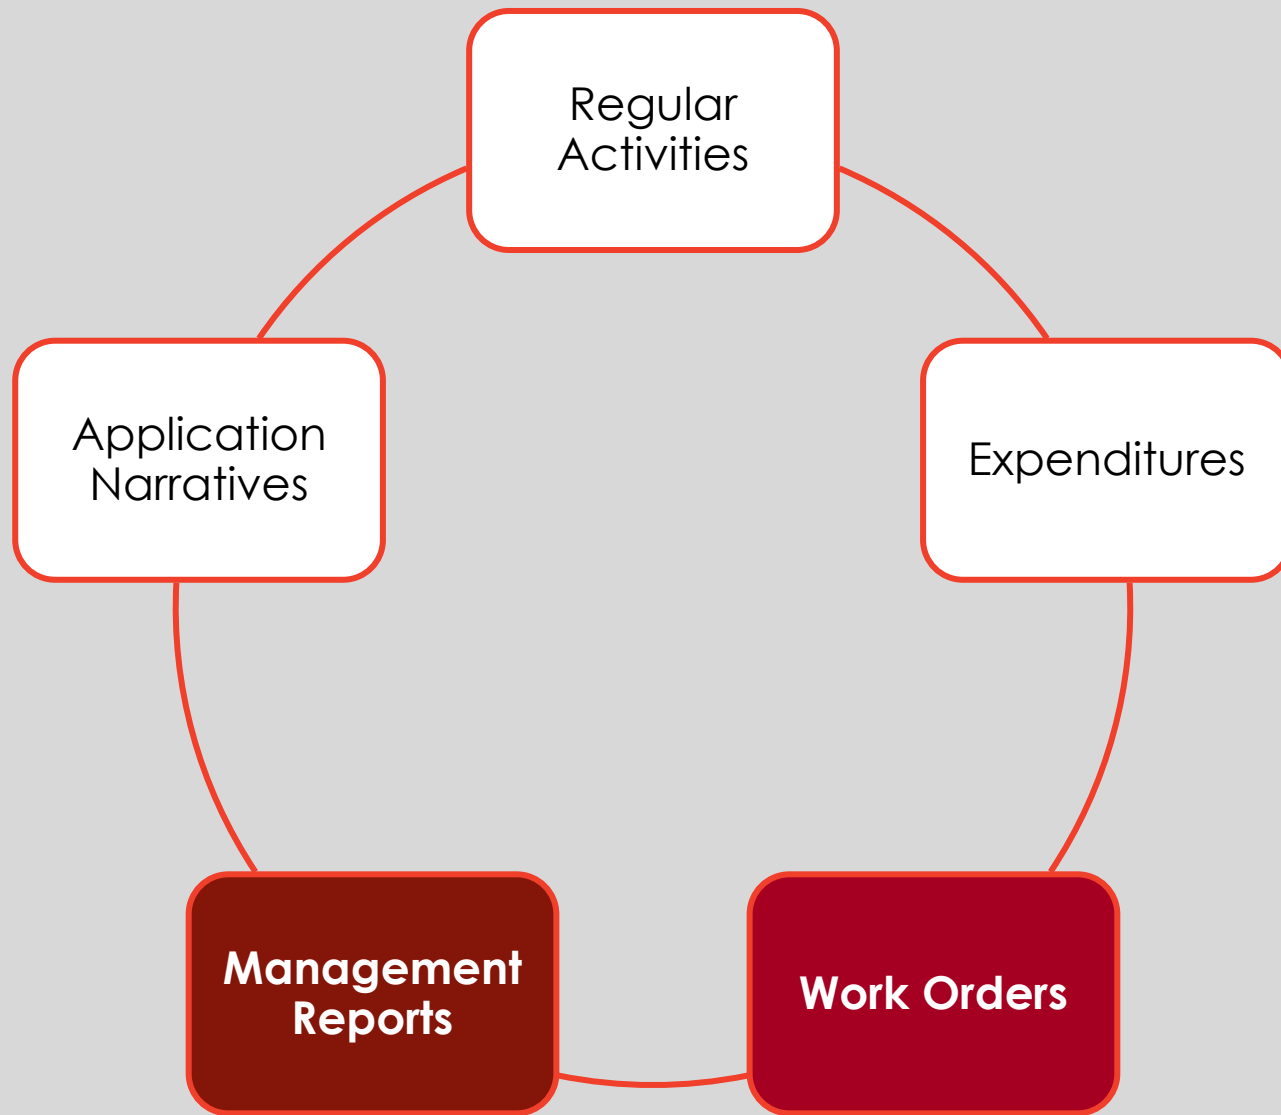 Regular
Activities
Application
Narratives
Expenditures
Management
Reports
Work Orders